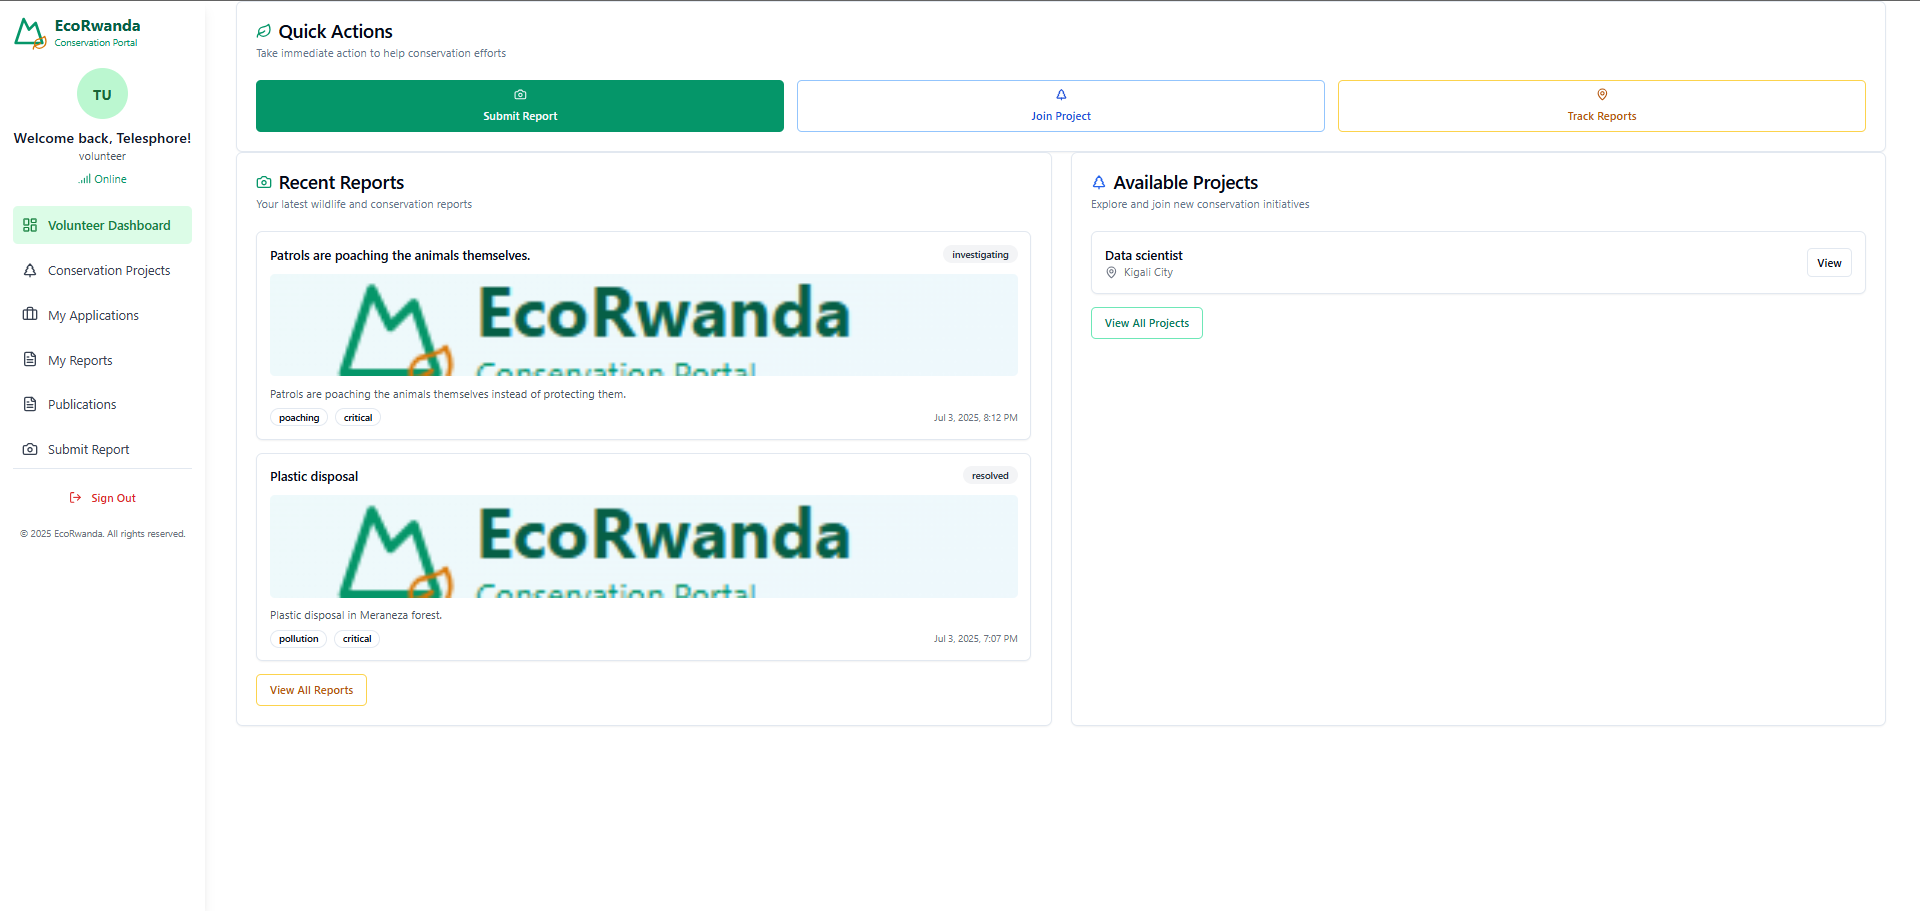 EcoRwanda
Conservation Portal
TU
Welcome back, Telesphore!
volunteer
Online
Volunteer Dashboard
Conservation Projects
My Applications
My Reports
Publications
Submit Report
Sign Out
© 2025 EcoRwanda. All rights reserved.
Quick Actions
Take immediate action to help conservation efforts
Submit Report
Join Project
Track Reports
Recent Reports
Your latest wildlife and conservation reports
Patrols are poaching the animals themselves.
investigating
EcoRwanda
Conservation Portal
Patrols are poaching the animals themselves instead of protecting them.
poaching
critical
Jul 3, 2025, 8:12 PM
Plastic disposal
resolved
EcoRwanda
Conservation Portal
Plastic disposal in Meraneza forest.
pollution
critical
Jul 3, 2025, 7:07 PM
View All Reports
Available Projects
Explore and join new conservation initiatives
Data scientist
Kigali City
View
View All Projects